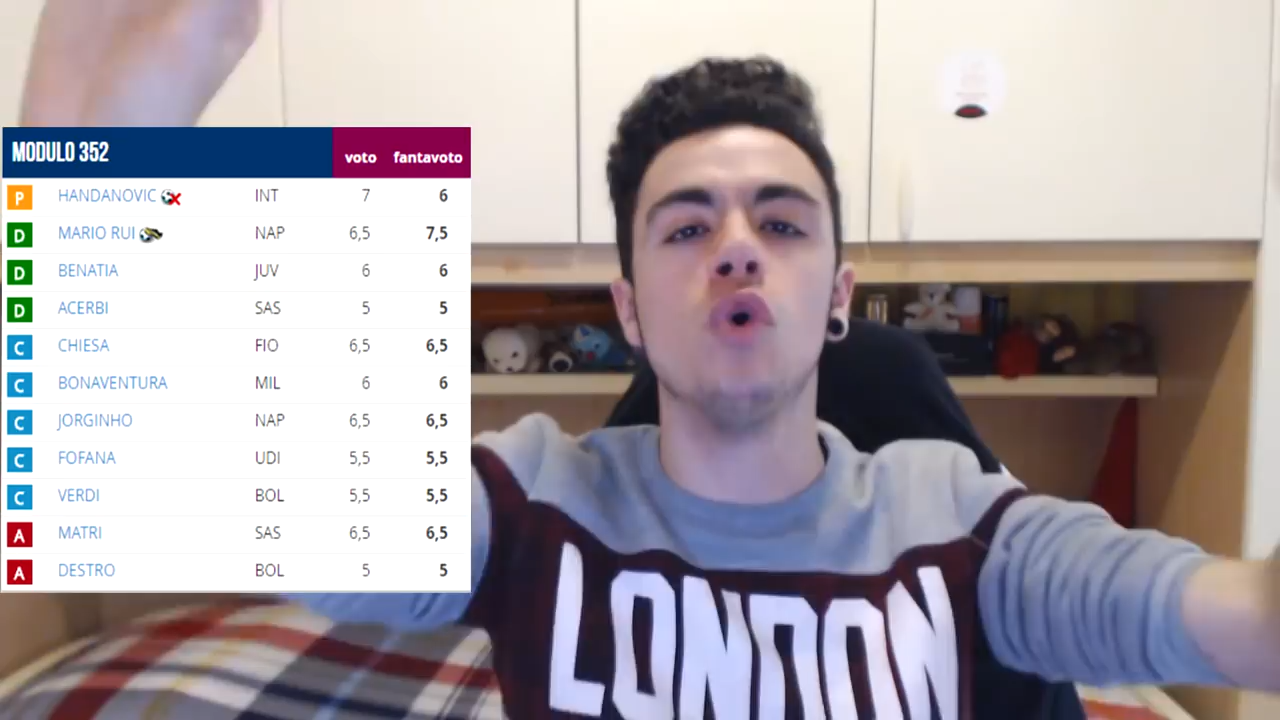 MODULO 352 voto fantavoto
P HANDANOVIC INT 7 6
D MARIO RUI NAP 6,5 7,5
D BENATIA JUV 6 6
D ACERBI SAS 5 5
C CHIESA FIO 6,5 6,5
C BONAVENTURA MIL 6 6
C JORGINHO NAP 6,5 6,5
C FOFANA UDI 5,5 5,5
C VERDI BOL 5,5 5,5
A MATRI SAS 6,5 6,5
A DESTRO BOL 5 5
LONDON